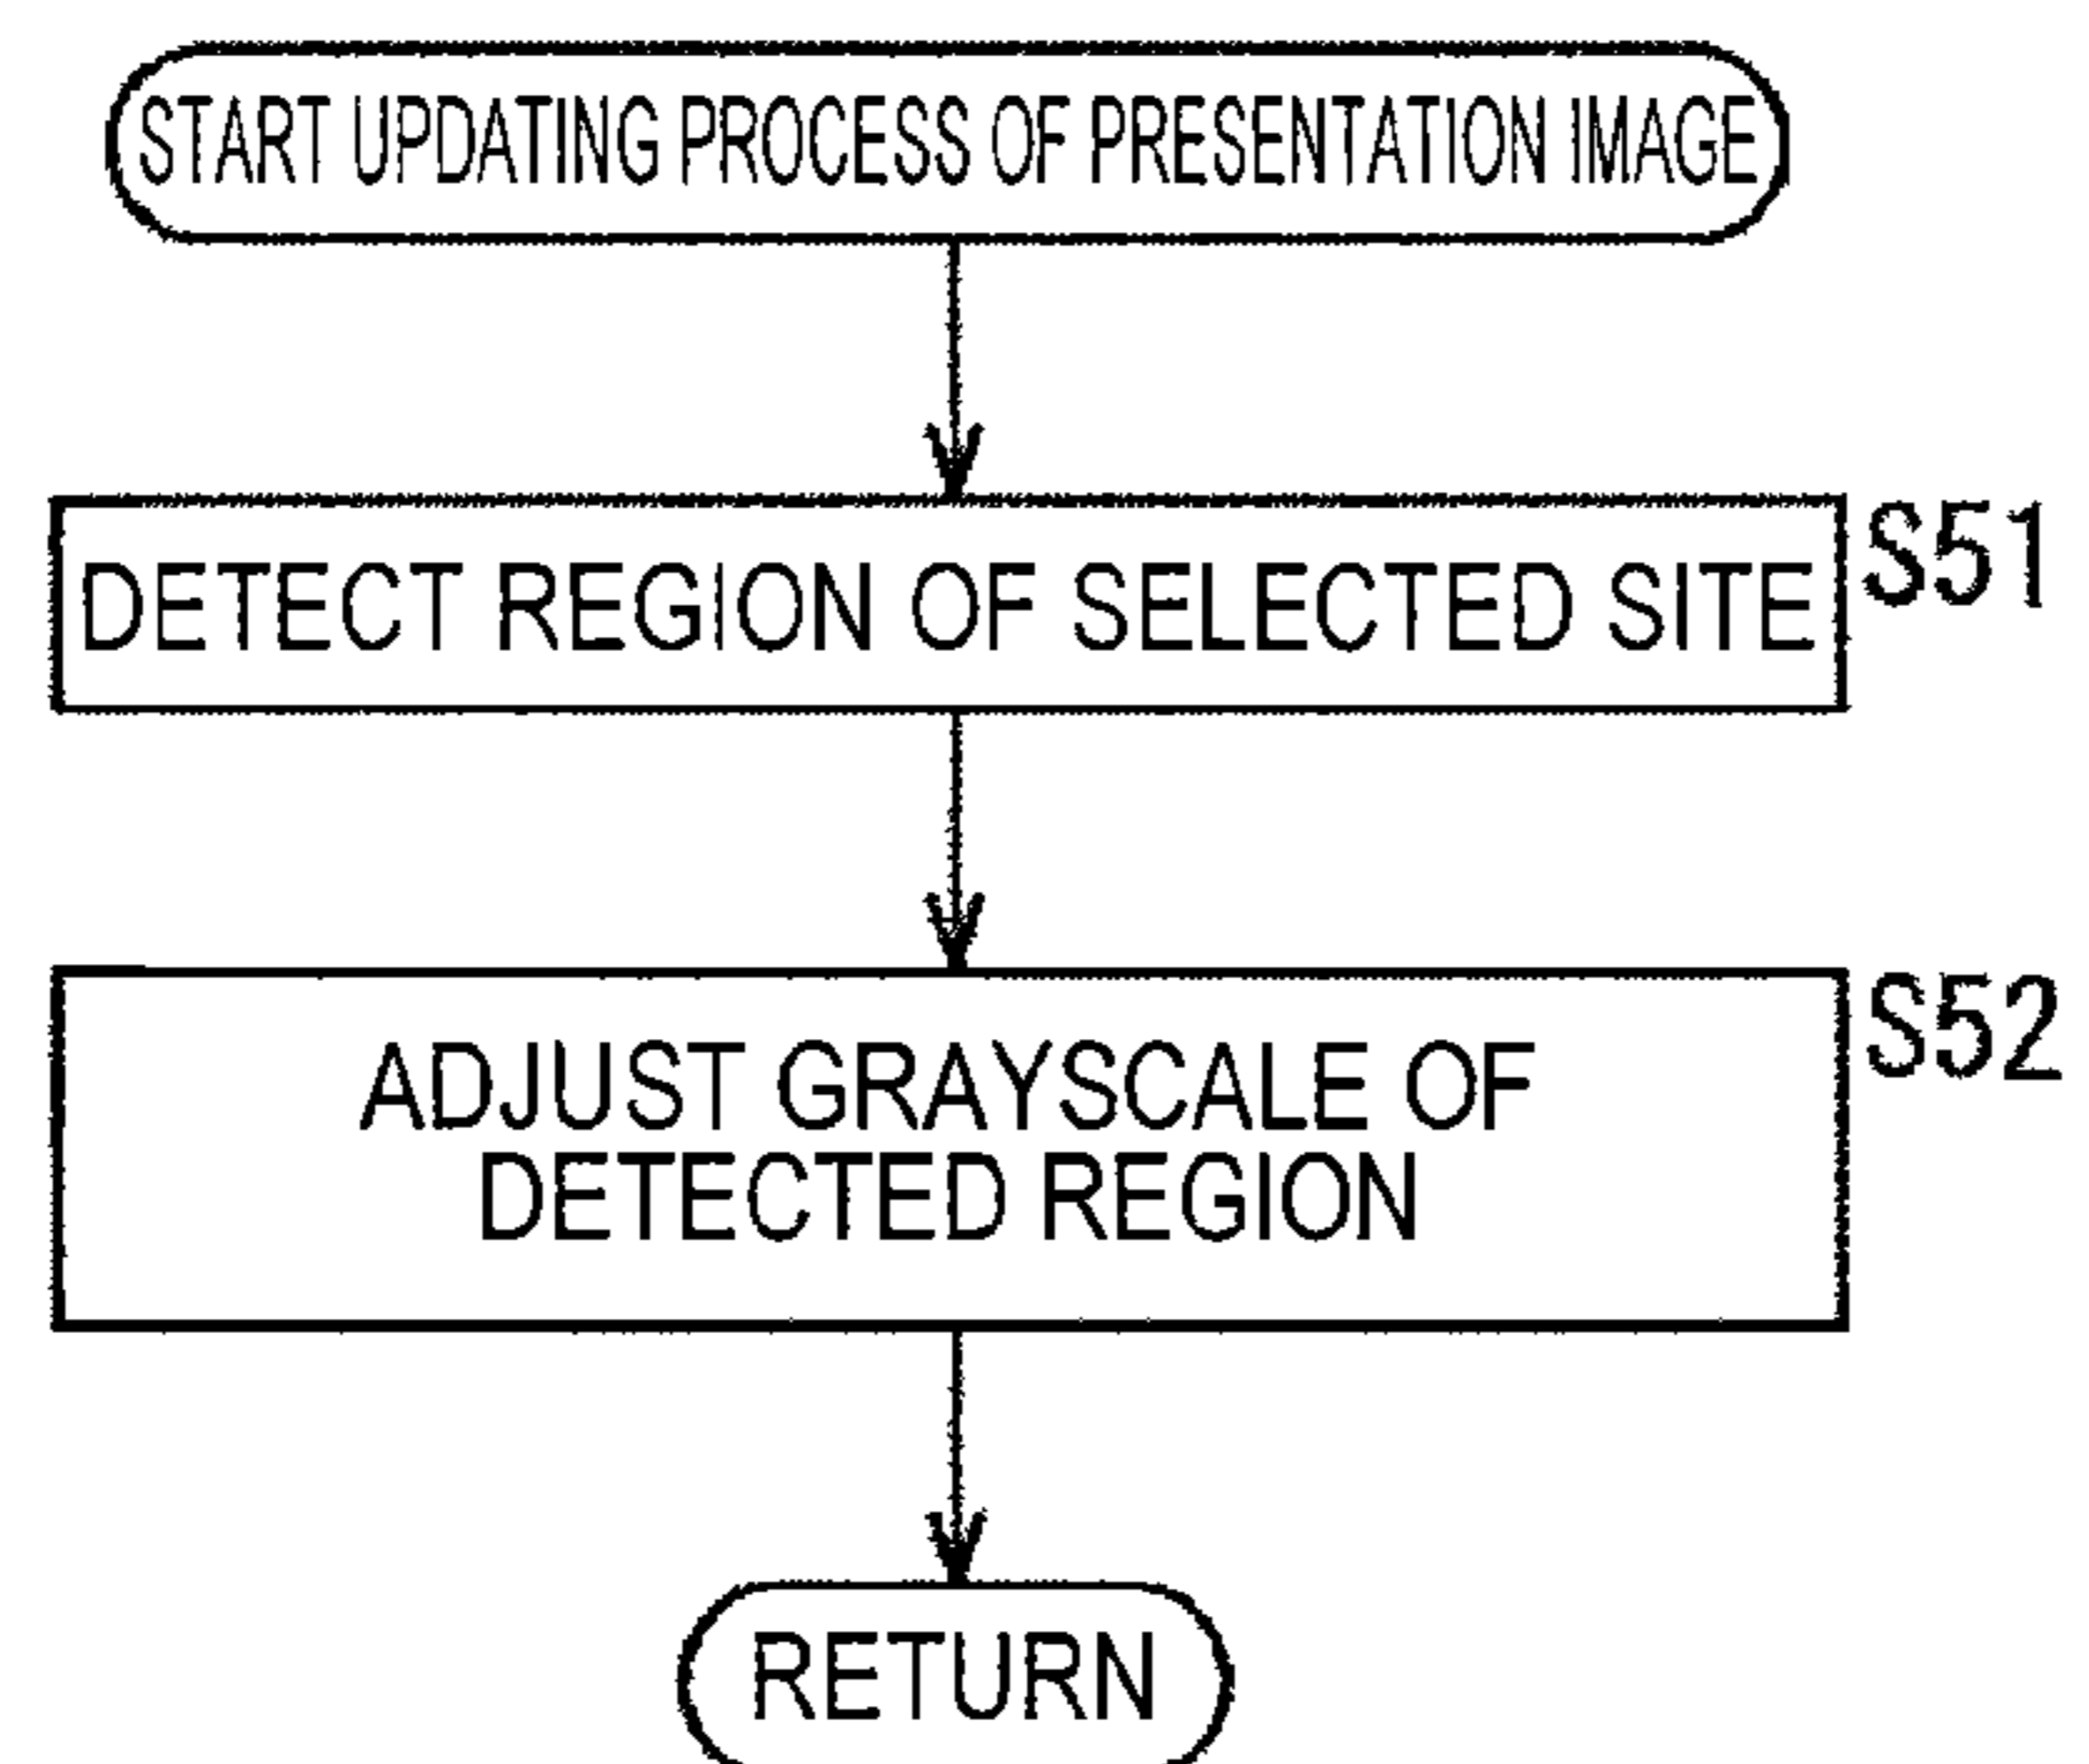 START UPDATING PROCESS OF PRESENTATION IMAGE
DETECT REGION OF SELECTED SITE
S51
ADJUST GRAYSCALE OF
DETECTED REGION
S52
RETURN